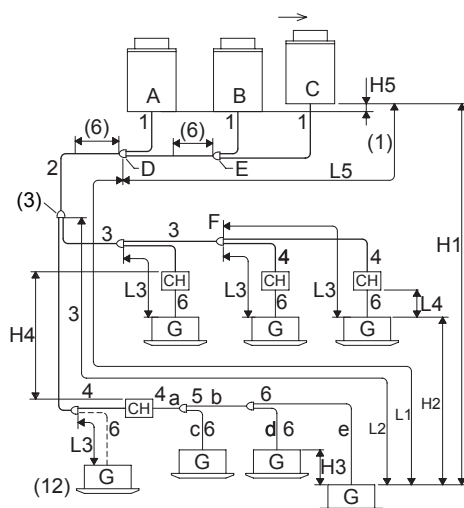 A B C H5
1 1 1
(6) (6) (1)
2 D E L5
(3) F H1
3 3 4 4
CH CH CH
L3 6 L3 6 L3 6 L4
H4 3 G G G
H2
L1
L2
4 4 a 5 b 6
CH
6 c 6 d 6 e
L3 G G H3
(12) G G